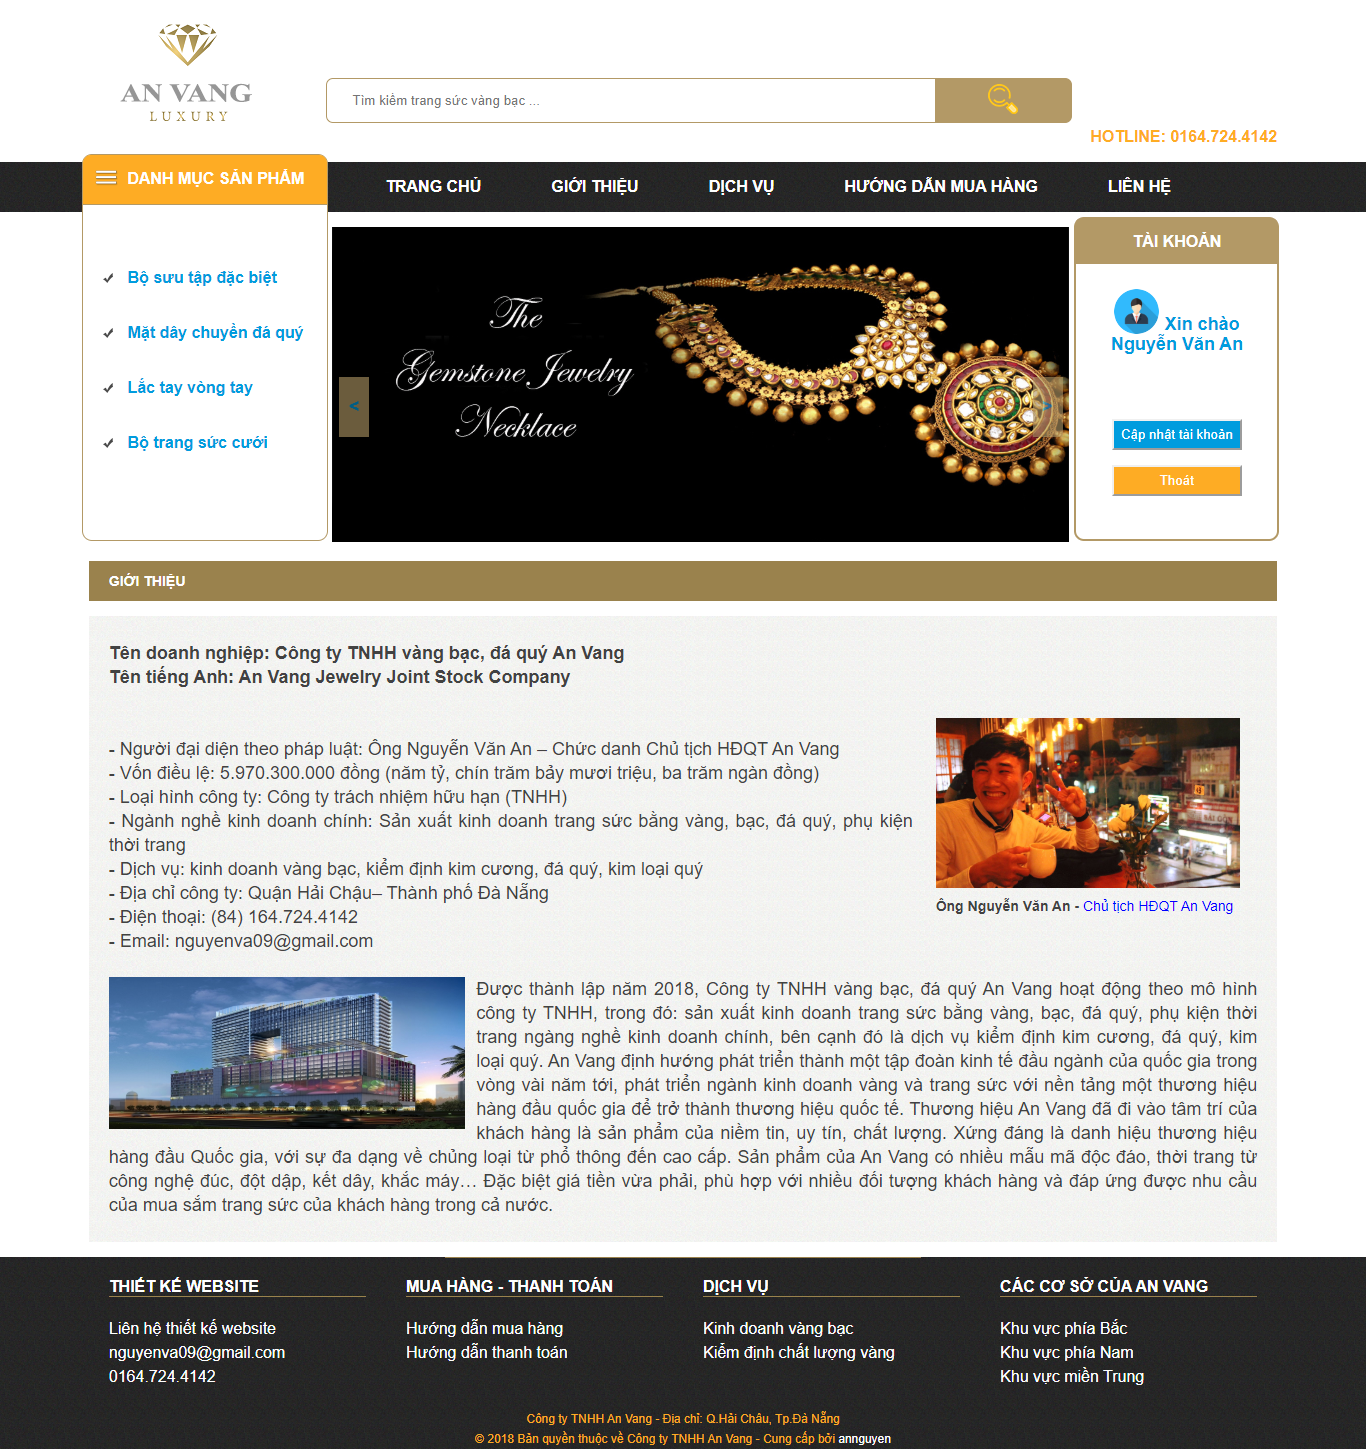 AN VANG
LUXURY
Tìm kiếm trang sức vàng bạc ...
HOTLINE: 0164.724.4142
DANH MỤC SẢN PHẨM
TRANG CHỦ
GIỚI THIỆU
DỊCH VỤ
HƯỚNG DẪN MUA HÀNG
LIÊN HỆ
Bộ sưu tập đặc biệt
Mặt dây chuyền đá quý
Lắc tay vòng tay
Bộ trang sức cưới
<
The
Gemstone Jewelry
Necklace
>
TÀI KHOẢN
Xin chào
Nguyễn Văn An
Cập nhật tài khoản
Thoát
GIỚI THIỆU
Tên doanh nghiệp: Công ty TNHH vàng bạc, đá quý An Vang
Tên tiếng Anh: An Vang Jewelry Joint Stock Company
- Người đại diện theo pháp luật: Ông Nguyễn Văn An – Chức danh Chủ tịch HĐQT An Vang
- Vốn điều lệ: 5.970.300.000 đồng (năm tỷ, chín trăm bảy mươi triệu, ba trăm ngàn đồng)
- Loại hình công ty: Công ty trách nhiệm hữu hạn (TNHH)
- Ngành nghề kinh doanh chính: Sản xuất kinh doanh trang sức bằng vàng, bạc, đá quý, phụ kiện
thời trang
- Dịch vụ: kinh doanh vàng bạc, kiểm định kim cương, đá quý, kim loại quý
- Địa chỉ công ty: Quận Hải Châu– Thành phố Đà Nẵng
- Điện thoại: (84) 164.724.4142
- Email: nguyenva09@gmail.com
Ông Nguyễn Văn An - Chủ tịch HĐQT An Vang
Được thành lập năm 2018, Công ty TNHH vàng bạc, đá quý An Vang hoạt động theo mô hình
công ty TNHH, trong đó: sản xuất kinh doanh trang sức bằng vàng, bạc, đá quý, phụ kiện thời
trang ngàng nghề kinh doanh chính, bên cạnh đó là dịch vụ kiểm định kim cương, đá quý, kim
loại quý. An Vang định hướng phát triển thành một tập đoàn kinh tế đầu ngành của quốc gia trong
vòng vài năm tới, phát triển ngành kinh doanh vàng và trang sức với nền tảng một thương hiệu
hàng đầu quốc gia để trở thành thương hiệu quốc tế. Thương hiệu An Vang đã đi vào tâm trí của
khách hàng là sản phẩm của niềm tin, uy tín, chất lượng. Xứng đáng là danh hiệu thương hiệu
hàng đầu Quốc gia, với sự đa dạng về chủng loại từ phổ thông đến cao cấp. Sản phẩm của An Vang có nhiều mẫu mã độc đáo, thời trang từ
công nghệ đúc, đột dập, kết dây, khắc máy… Đặc biệt giá tiền vừa phải, phù hợp với nhiều đối tượng khách hàng và đáp ứng được nhu cầu
của mua sắm trang sức của khách hàng trong cả nước.
THIẾT KẾ WEBSITE
Liên hệ thiết kế website
nguyenva09@gmail.com
0164.724.4142
MUA HÀNG - THANH TOÁN
Hướng dẫn mua hàng
Hướng dẫn thanh toán
DỊCH VỤ
Kinh doanh vàng bạc
Kiểm định chất lượng vàng
CÁC CƠ SỞ CỦA AN VANG
Khu vực phía Bắc
Khu vực phía Nam
Khu vực miền Trung
Công ty TNHH An Vang - Địa chỉ: Q.Hải Châu, Tp.Đà Nẵng
© 2018 Bản quyền thuộc về Công ty TNHH An Vang - Cung cấp bởi annguyen